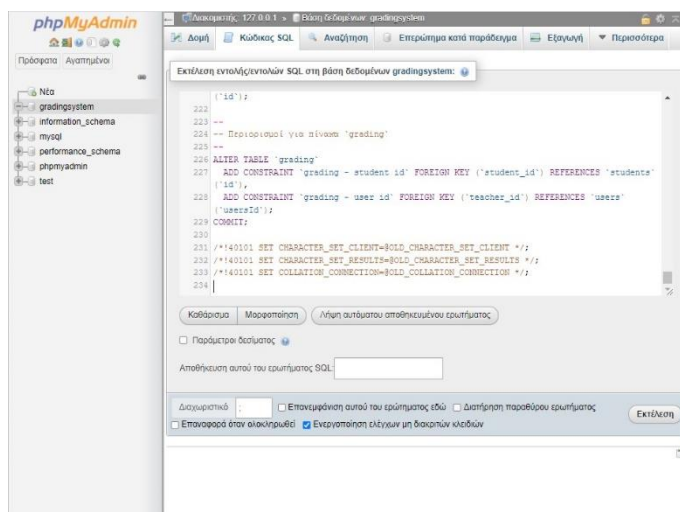 phpMyAdmin
Πρόσφατα Αγαπημένοι
Νέα
gradingsystem
information_schema
mysql
performance_schema
phpmyadmin
test
Διακομιστής: 127.0.0.1 » Βάση δεδομένων: gradingsystem
Δομή Κώδικας SQL Αναζήτηση Επερώτημα κατά παράδειγμα Εξαγωγή Περισσότερα
Εκτέλεση εντολής/εντολών SQL στη βάση δεδομένων gradingsystem:
(`id`);
222
223 --
224 -- Περιορισμοί για πίνακα `grading`
225 --
226 ALTER TABLE `grading`
227 ADD CONSTRAINT `grading - student id` FOREIGN KEY (`student_id`) REFERENCES `students`
(`id`),
228 ADD CONSTRAINT `grading - user id` FOREIGN KEY (`teacher_id`) REFERENCES `users`
(`usersId`);
229 COMMIT;
230
231 /*!40101 SET CHARACTER_SET_CLIENT=@OLD_CHARACTER_SET_CLIENT */;
232 /*!40101 SET CHARACTER_SET_RESULTS=@OLD_CHARACTER_SET_RESULTS */;
233 /*!40101 SET COLLATION_CONNECTION=@OLD_COLLATION_CONNECTION */;
234
Καθάρισμα Μορφοποίηση Λήψη αυτόματου αποθηκευμένου ερωτήματος
Παράμετροι δεσίματος
Αποθήκευση αυτού του ερωτήματος SQL:
Διαχωριστικό ; Επανεμφάνιση αυτού του ερώτηματος εδώ Διατήρηση παραθύρου ερωτήματος Εκτέλεση
Επαναφορά όταν ολοκληρωθεί Ενεργοποίηση ελέγχων μη διακριτών κλειδιών